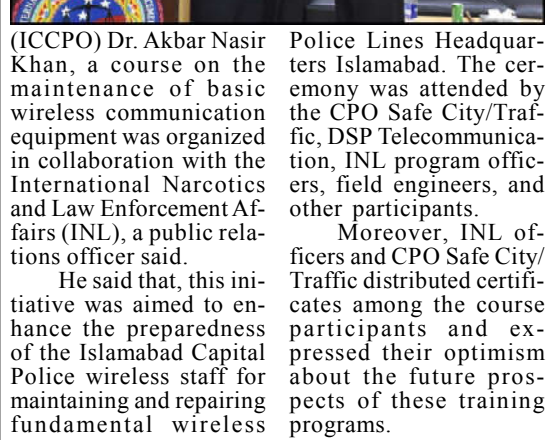 (ICCPO) Dr. Akbar Nasir
Khan, a course on the
maintenance of basic
wireless communication
equipment was organized
in collaboration with the
International Narcotics
and Law Enforcement Af-
fairs (INL), a public rela-
tions officer said.
He said that, this ini-
tiative was aimed to en-
hance the preparedness
of the Islamabad Capital
Police wireless staff for
maintaining and repairing
fundamental wireless
Police Lines Headquar-
ters Islamabad. The cer-
emony was attended by
the CPO Safe City/Traf-
fic, DSP Telecommunica-
tion, INL program offic-
ers, field engineers, and
other participants.
Moreover, INL of-
ficers and CPO Safe City/
Traffic distributed certifi-
cates among the course
participants and ex-
pressed their optimism
about the future pros-
pects of these training
programs.